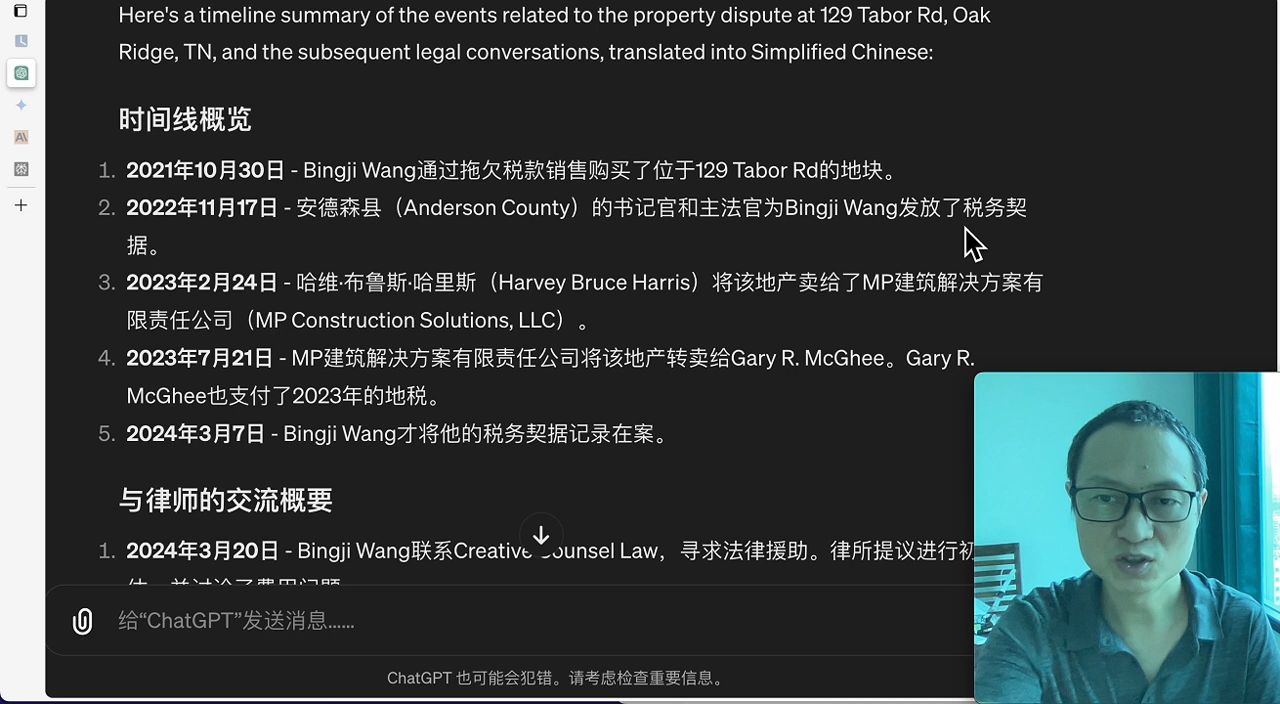 Here's a timeline summary of the events related to the property dispute at 129 Tabor Rd, Oak
Ridge, TN, and the subsequent legal conversations, translated into Simplified Chinese:
时间线概览
1. 2021年10月30日 - Bingji Wang通过拖欠税款销售购买了位于129 Tabor Rd的地块。
2. 2022年11月17日 - 安德森县（Anderson County）的书记官和主法官为Bingji Wang发放了税务契
据。
3. 2023年2月24日 - 哈维·布鲁斯·哈里斯（Harvey Bruce Harris）将该地产卖给了MP建筑解决方案有
限责任公司（MP Construction Solutions, LLC）。
4. 2023年7月21日 - MP建筑解决方案有限责任公司将该地产转卖给Gary R. McGhee。Gary R.
McGhee也支付了2023年的地税。
5. 2024年3月7日 - Bingji Wang才将他的税务契据记录在案。
与律师的交流概要
1. 2024年3月20日 - Bingji Wang联系Creative Counsel Law，寻求法律援助。律所提议进行初
给“ChatGPT”发送消息......
ChatGPT 也可能会犯错。请考虑检查重要信息。